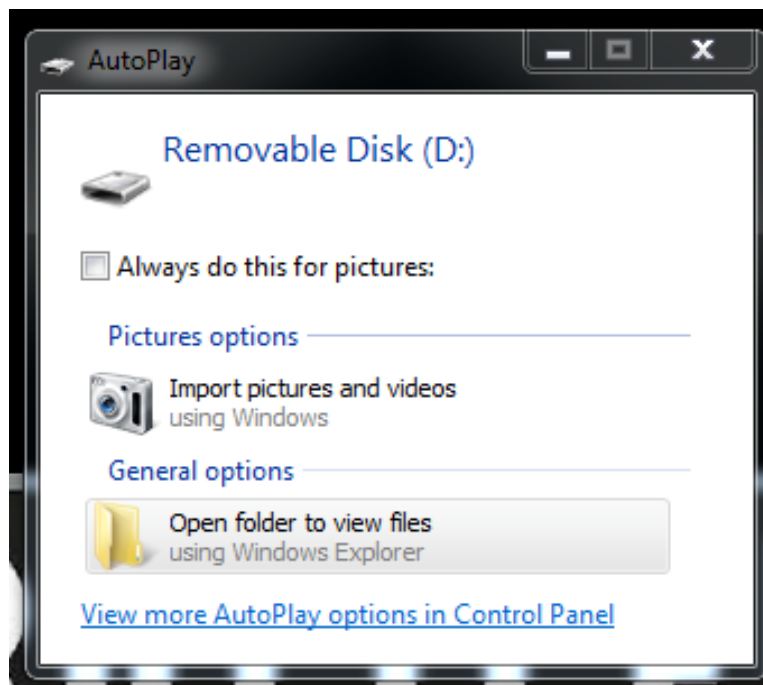 AutoPlay
Removable Disk (D:)
Always do this for pictures:
Pictures options
Import pictures and videos
using Windows
General options
Open folder to view files
using Windows Explorer
View more AutoPlay options in Control Panel